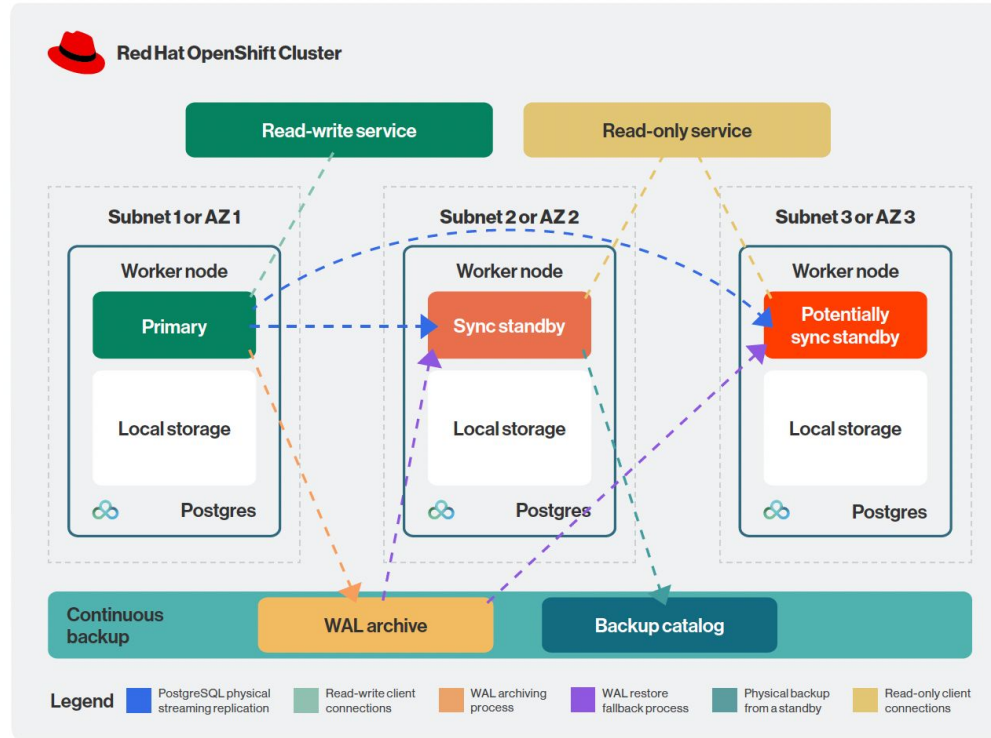 Red Hat OpenShift Cluster
Read-write service
Read-only service
Subnet 1 or AZ 1
Subnet 2 or AZ 2
Subnet 3 or AZ 3
Worker node
Worker node
Worker node
Primary
Sync standby
Potentially
sync standby
Local storage
Local storage
Local storage
Postgres
Postgres
Postgres
Continuous
backup
WAL archive
Backup catalog
Legend
PostgreSQL physical
streaming replication
Read-write client
connections
WAL archiving
process
WAL restore
fallback process
Physical backup
from a standby
Read-only client
connections